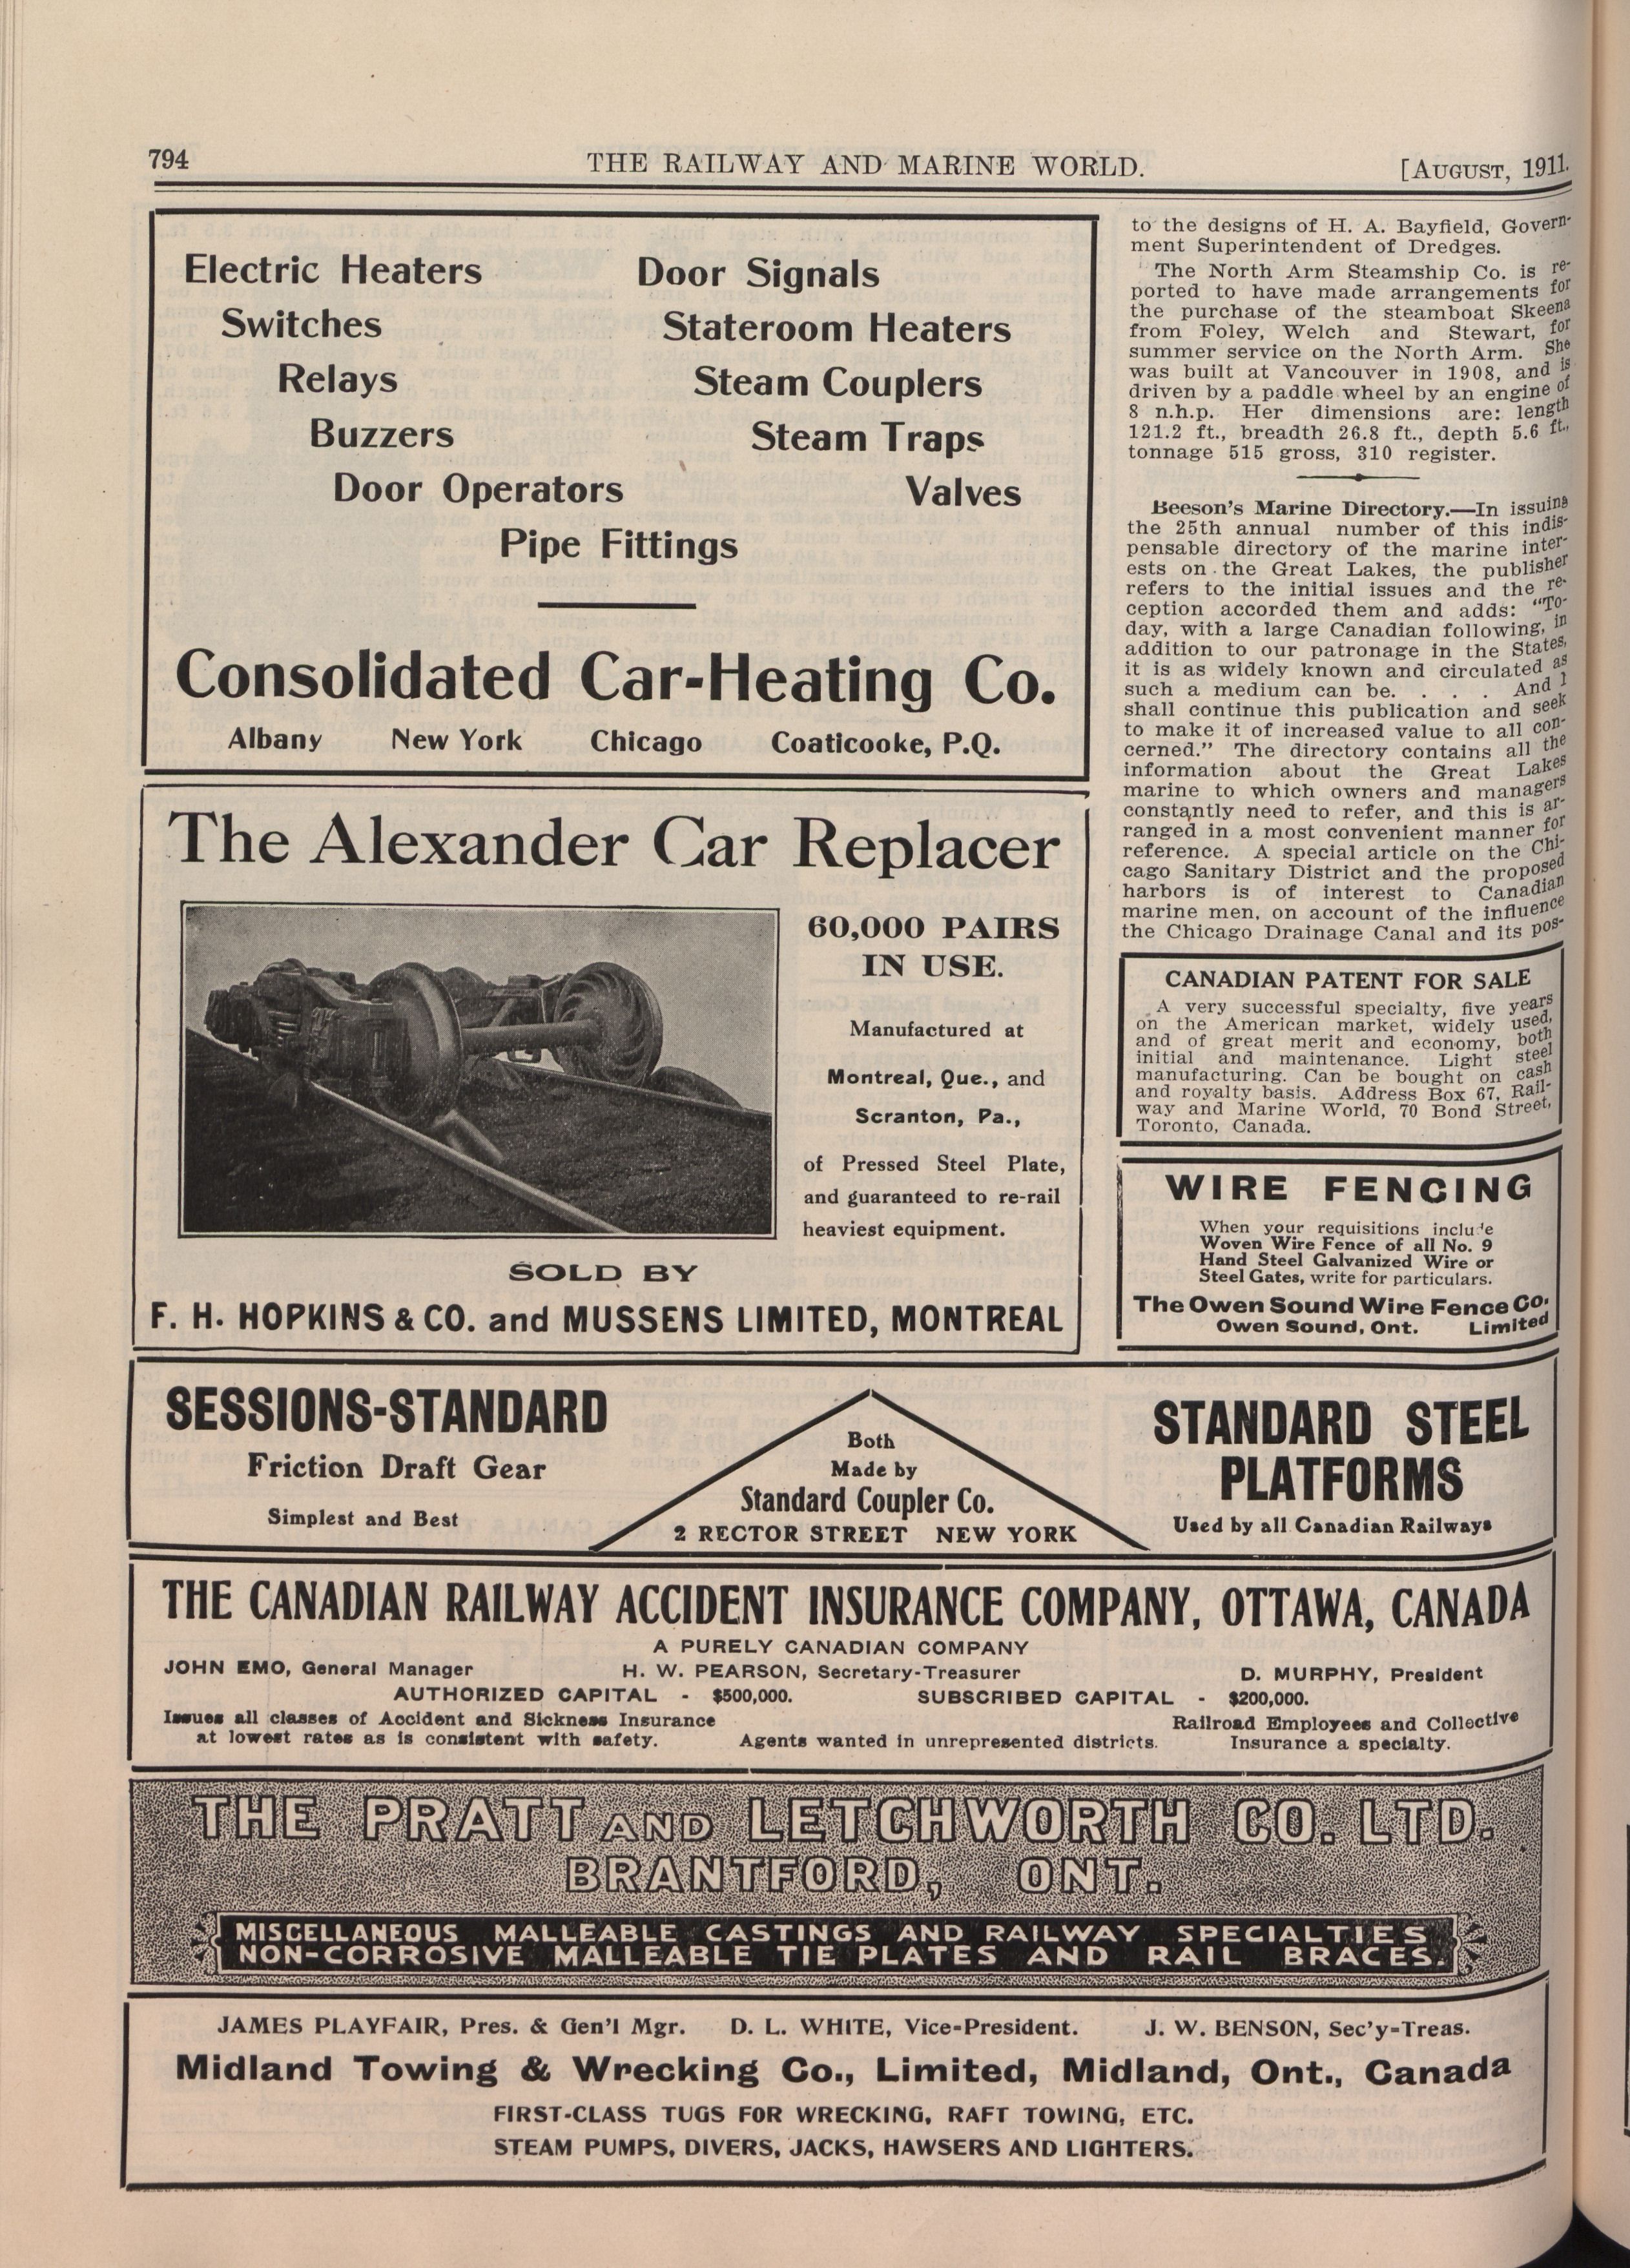 794
THE RAILWAY AND MARINE WORLD.
[AUGUST, 1911.
Electric Heaters
Switches
Relays
Buzzers
Door Operators
Door Signals
Stateroom Heaters
Steam Couplers
Steam Traps
Valves
Pipe Fittings
Consolidated Car-Heating Co.
Albany New York Chicago Coaticooke, P.Q.
The Alexander Car Replacer
60,000 PAIRS
IN USE.
Manufactured at
Montreal, Que., and
Scranton, Pa.,
of Pressed Steel Plate,
and guaranteed to re-rail
heaviest equipment.
SOLD BY
F. H. HOPKINS & CO. and MUSSENS LIMITED, MONTREAL
to the designs of H. A. Bayfield, Govern-
ment Superintendent of Dredges.
The North Arm Steamship Co. is re-
ported to have made arrangements for
the purchase of the steamboat Skeena
from Foley, Welch and Stewart, for
summer service on the North Arm. She
was built at Vancouver in 1908, and is
driven by a paddle wheel by an engine of
8 n.h.p. Her dimensions are: length
121.2 ft., breadth 26.8 ft., depth 5.6 ft.,
tonnage 515 gross, 310 register.
Beeson's Marine Directory.—In issuing
the 25th annual number of this indis-
pensable directory of the marine inter-
ests on the Great Lakes, the publisher
refers to the initial issues and the re-
ception accorded them and adds: "To-
day, with a large Canadian following, in
addition to our patronage in the States,
it is as widely known and circulated as
such a medium can be. . . . And I
shall continue this publication and seek
to make it of increased value to all con-
cerned." The directory contains all the
information about the Great Lakes
marine to which owners and managers
constantly need to refer, and this is ar-
ranged in a most convenient manner for
reference. A special article on the Chi-
cago Sanitary District and the proposed
harbors is of interest to Canadian
marine men, on account of the influence
the Chicago Drainage Canal and its pos-
CANADIAN PATENT FOR SALE
A very successful specialty, five years
on the American market, widely used,
and of great merit and economy, both
initial and maintenance. Light steel
manufacturing. Can be bought on cash
and royalty basis. Address Box 67, Rail-
way and Marine World, 70 Bond Street,
Toronto, Canada.
WIRE FENCING
When your requisitions include
Woven Wire Fence of all No. 9
Hand Steel Galvanized Wire or
Steel Gates, write for particulars.
The Owen Sound Wire Fence Co.
Owen Sound, Ont. Limited
SESSIONS-STANDARD
Friction Draft Gear
Simplest and Best
Both
Made by
Standard Coupler Co.
2 RECTOR STREET NEW YORK
STANDARD STEEL
PLATFORMS
Used by all Canadian Railways
THE CANADIAN RAILWAY ACCIDENT INSURANCE COMPANY, OTTAWA, CANADA
A PURELY CANADIAN COMPANY
JOHN EMO, General Manager H. W. PEARSON, Secretary-Treasurer D. MURPHY, President
AUTHORIZED CAPITAL - $500,000. SUBSCRIBED CAPITAL - $200,000.
Issues all classes of Accident and Sickness Insurance
at lowest rates as is consistent with safety.
Agents wanted in unrepresented districts.
Railroad Employees and Collective
Insurance a specialty.
THE PRATT AND LETCHWORTH CO. LTD.
BRANTFORD, ONT.
MISCELLANEOUS MALLEABLE CASTINGS AND RAILWAY SPECIALTIES
NON-CORROSIVE MALLEABLE TIE PLATES AND RAIL BRACES.
JAMES PLAYFAIR, Pres. & Gen'l Mgr. D. L. WHITE, Vice-President. J. W. BENSON, Sec'y-Treas.
Midland Towing & Wrecking Co., Limited, Midland, Ont., Canada
FIRST-CLASS TUGS FOR WRECKING, RAFT TOWING, ETC.
STEAM PUMPS, DIVERS, JACKS, HAWSERS AND LIGHTERS.